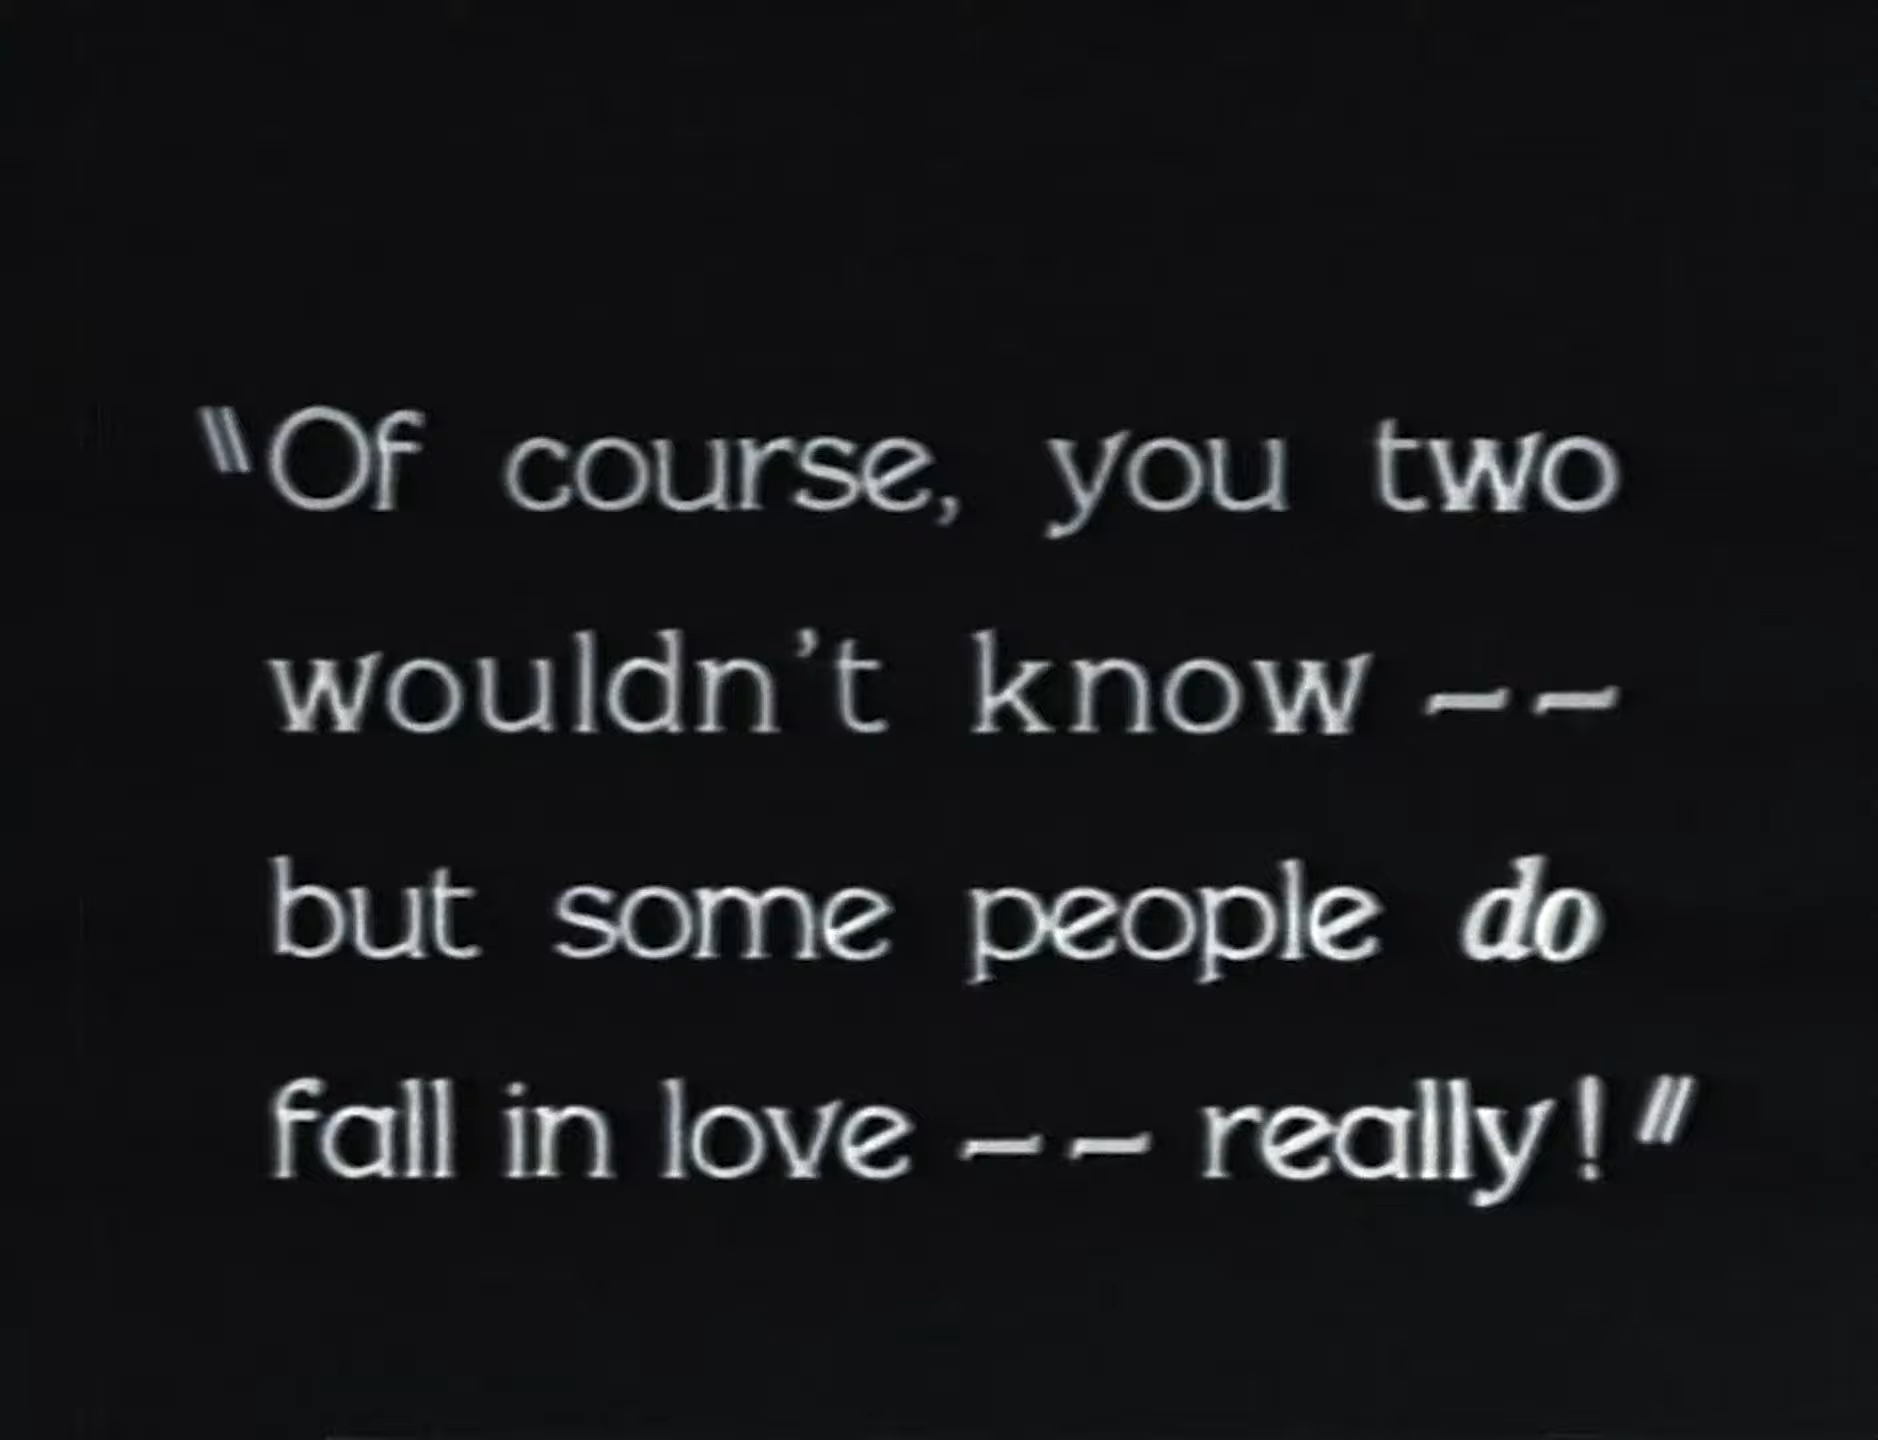 "Of course, you two
wouldn't know --
but some people do
fall in love -- really!"